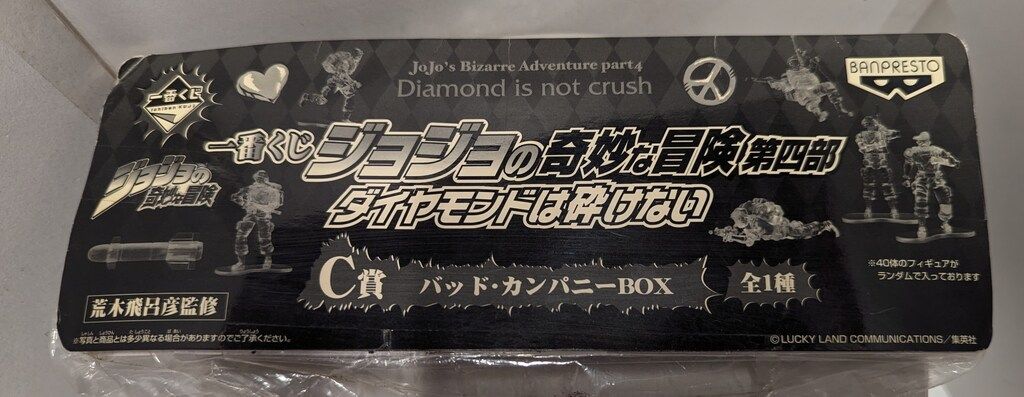 JoJo's Bizarre Adventure part4
Diamond is not crush
BANPRESTO
一番くじ
ICHIBAN KUJI
一番くじ ジョジョの奇妙な冒険 第四部
ダイヤモンドは砕けない
ジョジョの
奇妙な冒険
C賞 バッド・カンパニーBOX 全1種
※40体のフィギュアが
ランダムで入っております
荒木飛呂彦監修
※写真と商品とは多少異なる場合がありますのでご了承ください。
©LUCKY LAND COMMUNICATIONS/集英社